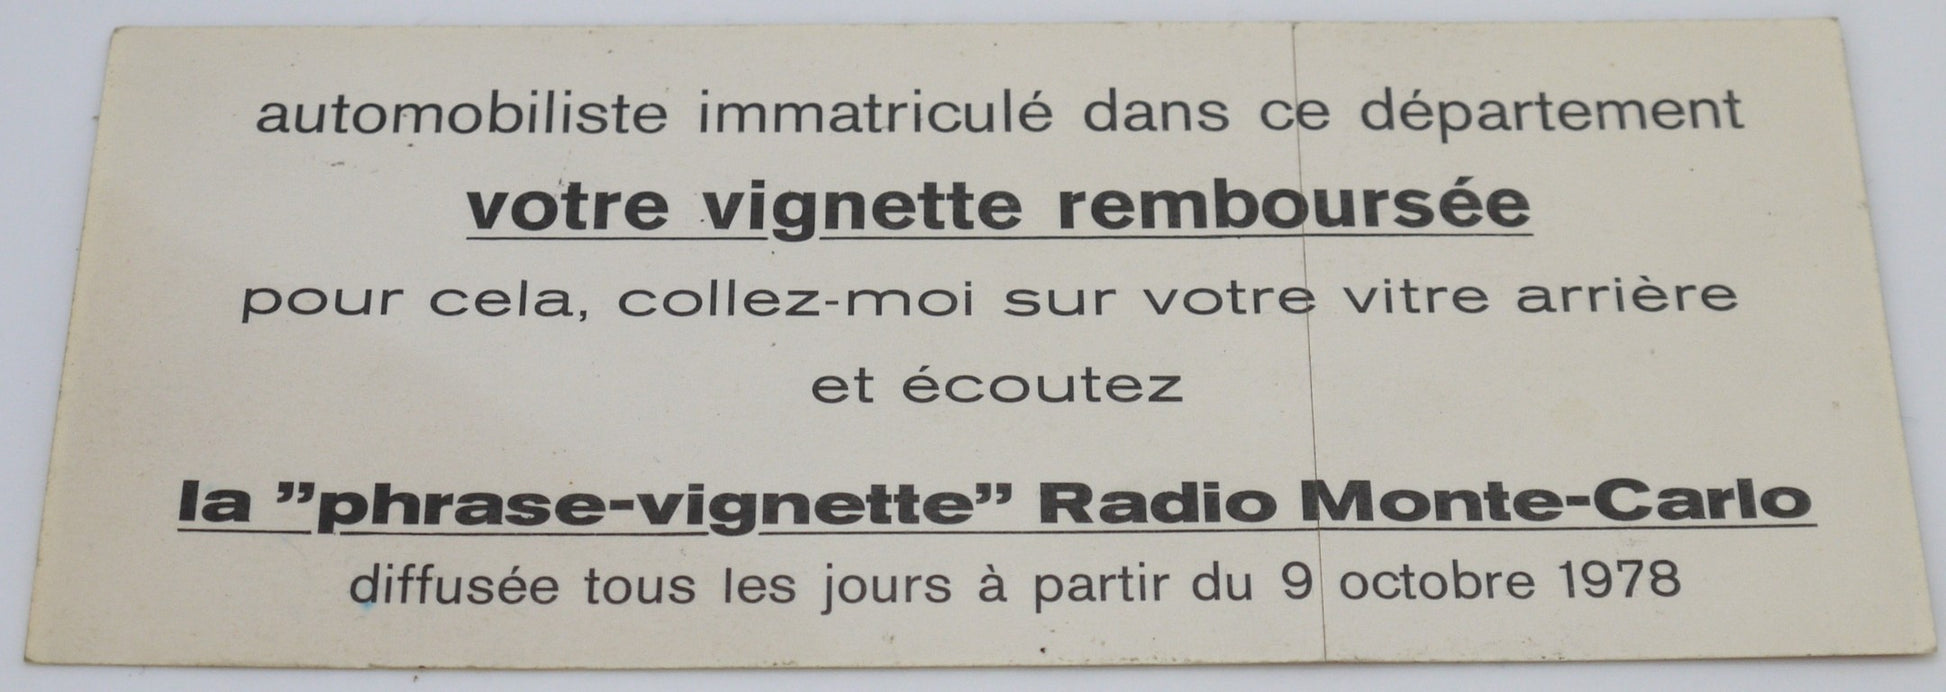 automobiliste immatriculé dans ce département
votre vignette remboursée
pour cela, collez-moi sur votre vitre arrière
et écoutez
la ”phrase-vignette” Radio Monte-Carlo
diffusée tous les jours à partir du 9 octobre 1978